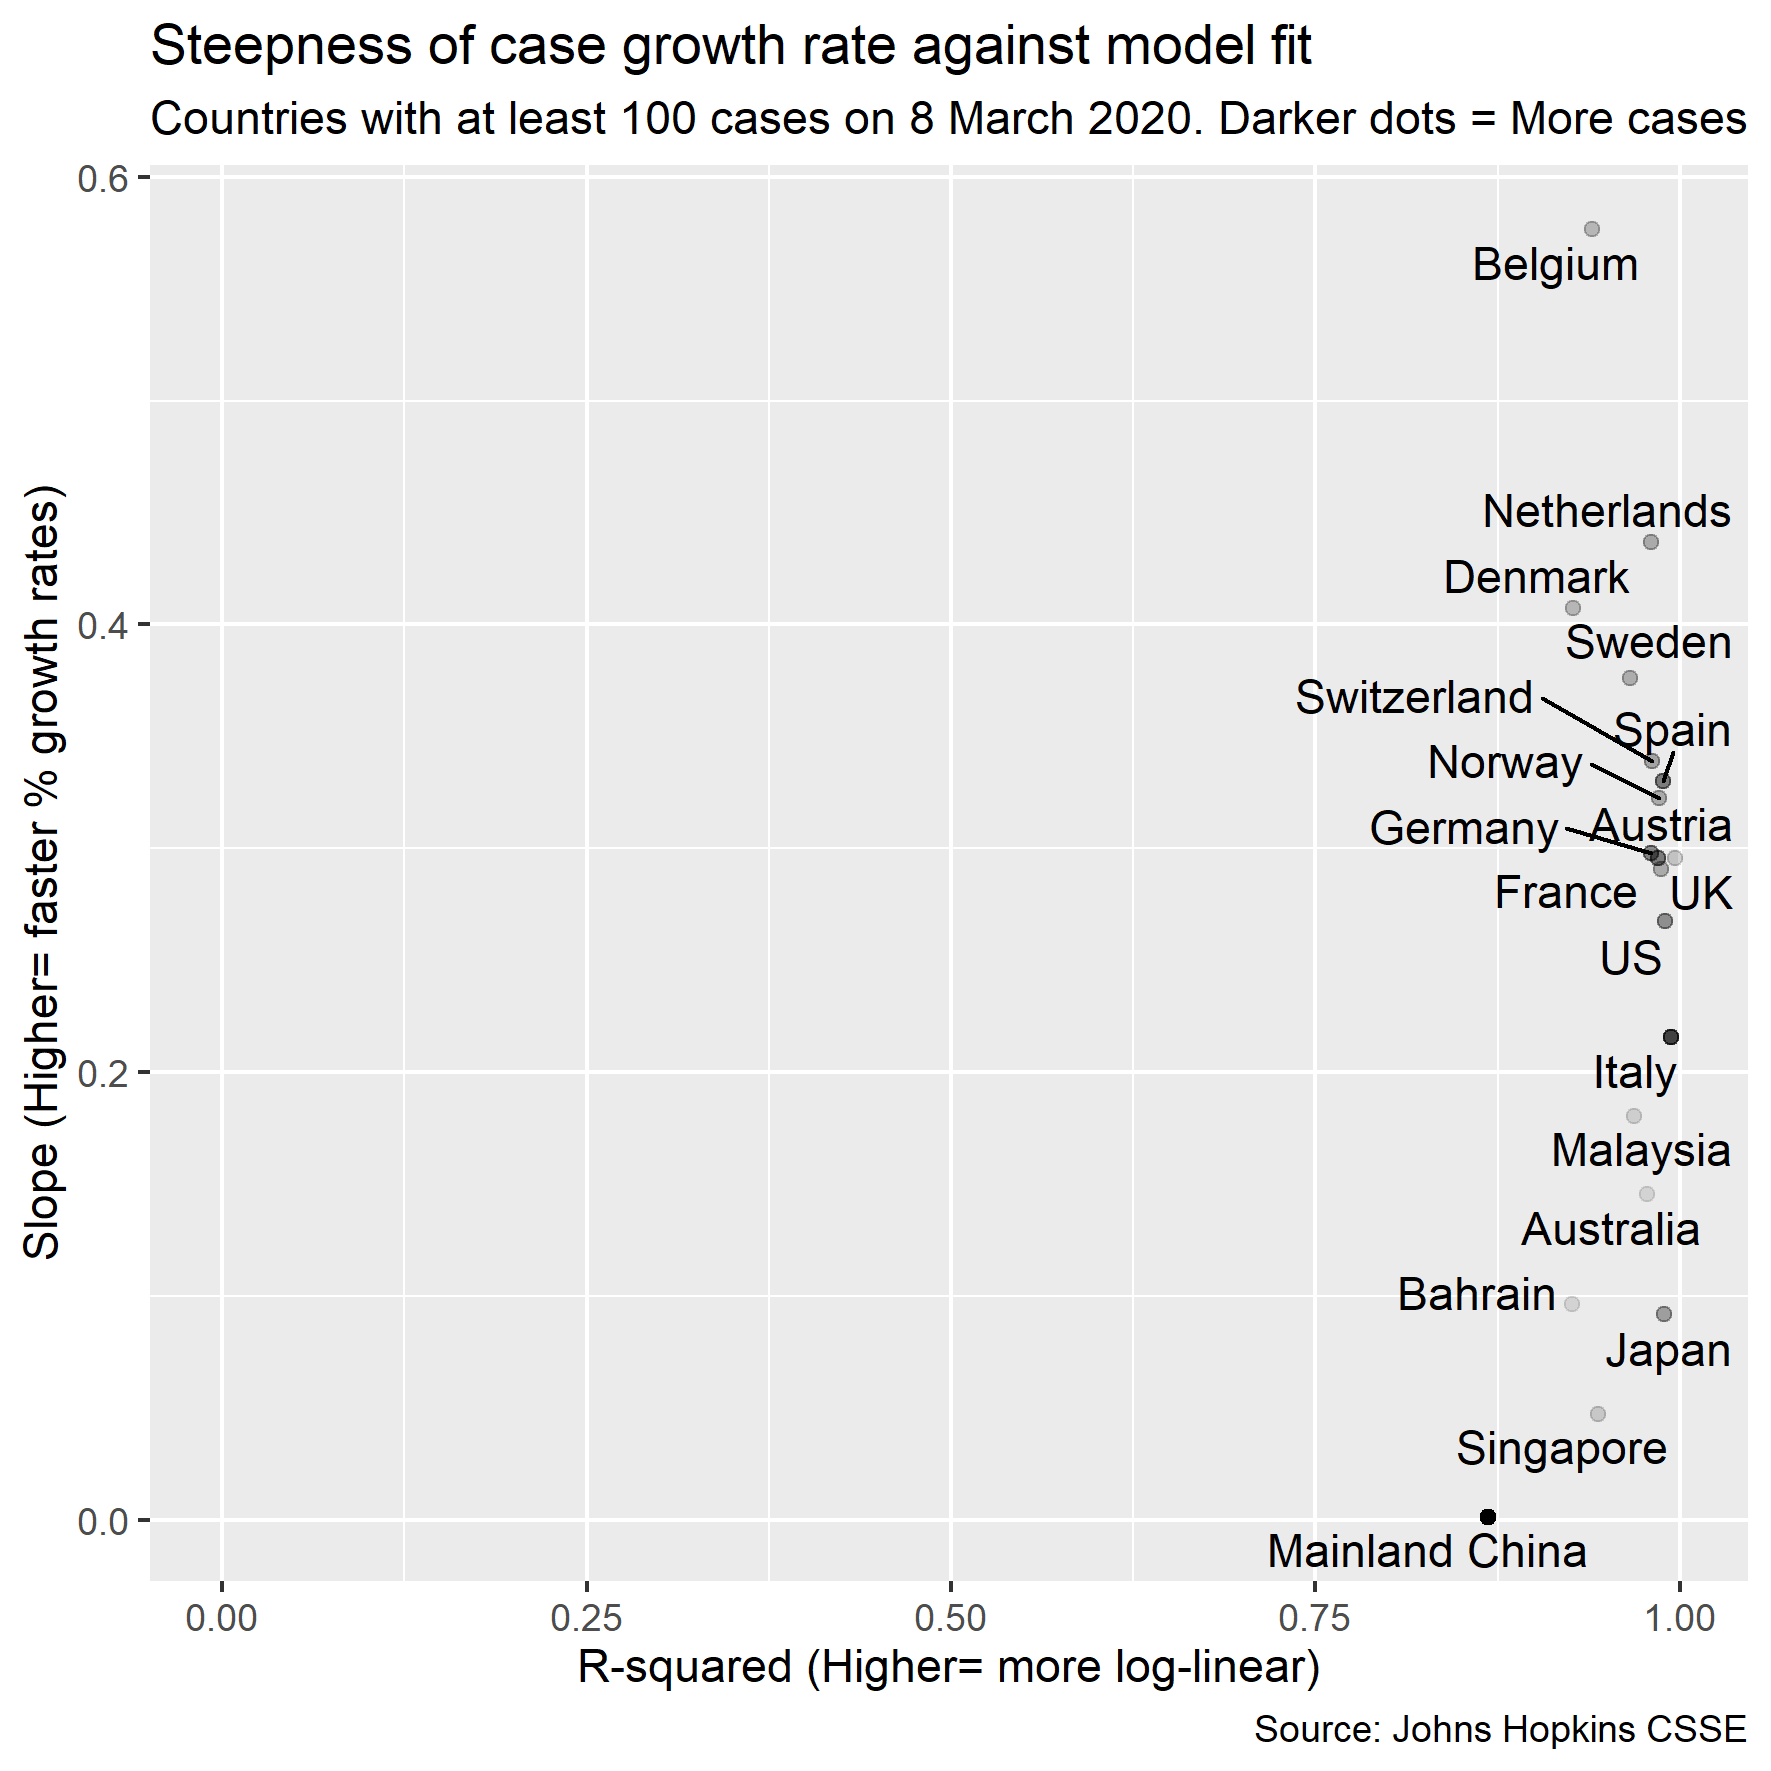 Steepness of case growth rate against model fit
Countries with at least 100 cases on 8 March 2020. Darker dots = More cases
Slope (Higher= faster % growth rates)
0.6
0.4
0.2
0.0
Belgium
Netherlands
Denmark
Sweden
Switzerland
Spain
Norway
Austria
Germany
France
UK
US
Italy
Malaysia
Australia
Bahrain
Japan
Singapore
Mainland China
0.00
0.25
0.50
0.75
1.00
R-squared (Higher= more log-linear)
Source: Johns Hopkins CSSE